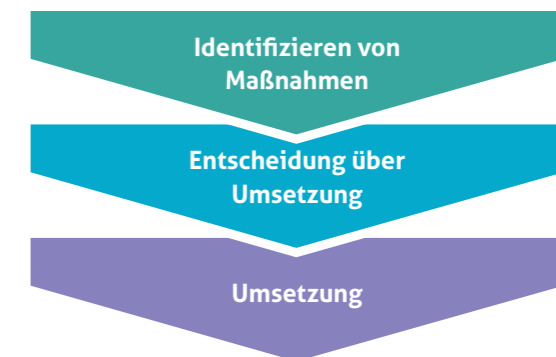 Identifizieren von
Maßnahmen
Entscheidung über
Umsetzung
Umsetzung